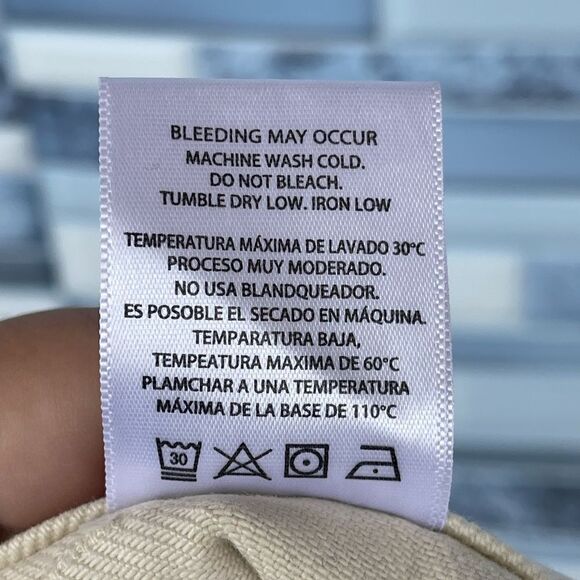 BLEEDING MAY OCCUR
MACHINE WASH COLD.
DO NOT BLEACH.
TUMBLE DRY LOW. IRON LOW
TEMPERATURA MÁXIMA DE LAVADO 30°C
PROCESO MUY MODERADO.
NO USA BLANDQUEADOR.
ES POSOBLE EL SECADO EN MÁQUINA.
TEMPARATURA BAJA,
TEMPEATURA MAXIMA DE 60°C
PLAMCHAR A UNA TEMPERATURA
MÁXIMA DE LA BASE DE 110°C
30